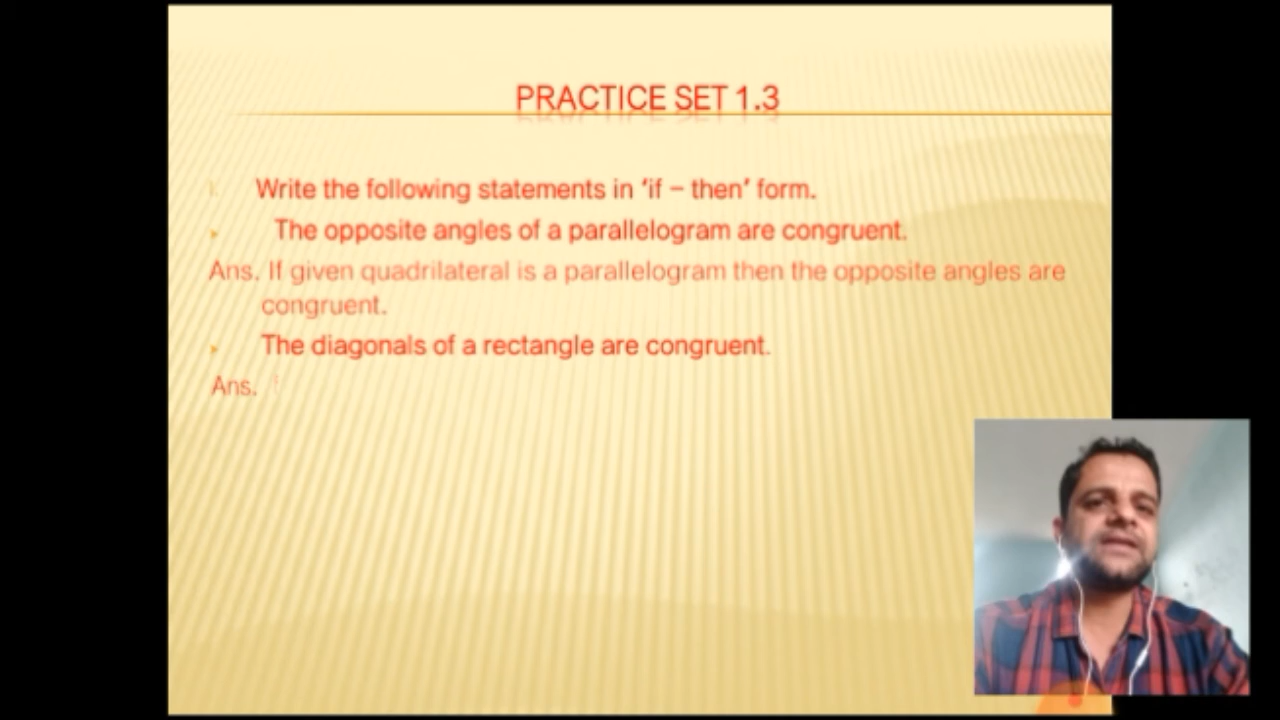 PRACTICE SET 1.3
Write the following statements in ‘if – then’ form.
The opposite angles of a parallelogram are congruent.
Ans. If given quadrilateral is a parallelogram then the opposite angles are
congruent.
The diagonals of a rectangle are congruent.
Ans.